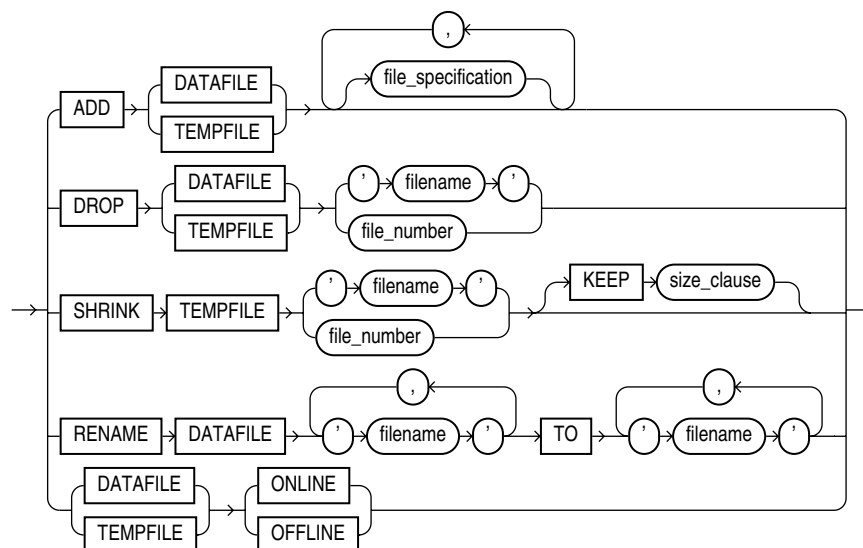 ,
DATAFILE
file_specification
ADD
TEMPFILE
DATAFILE
' filename '
DROP
TEMPFILE
file_number
' filename '
KEEP size_clause
SHRINK TEMPFILE
file_number
, ,
RENAME DATAFILE ' filename ' TO ' filename '
DATAFILE ONLINE
TEMPFILE OFFLINE